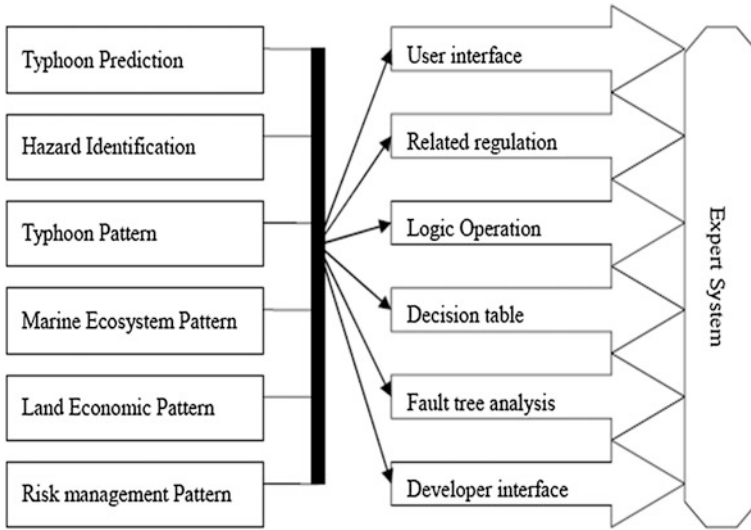 Typhoon Prediction
Hazard Identification
Typhoon Pattern
Marine Ecosystem Pattern
Land Economic Pattern
Risk management Pattern
User interface
Related regulation
Logic Operation
Decision table
Fault tree analysis
Developer interface
Expert System